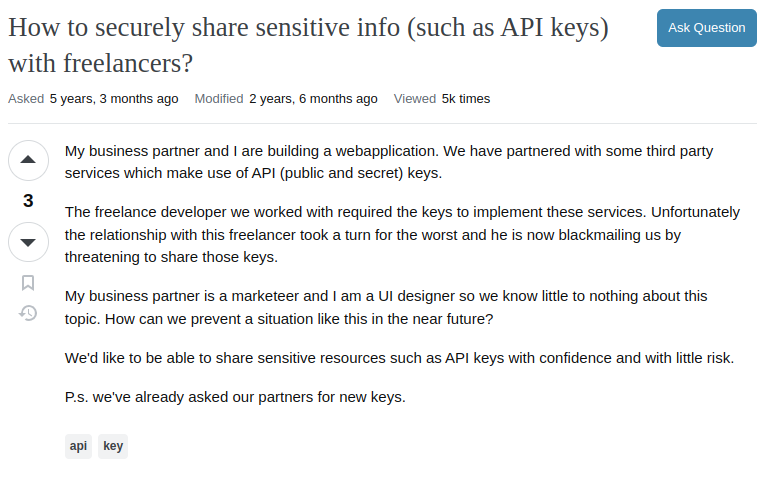 How to securely share sensitive info (such as API keys)
with freelancers?
Ask Question
Asked 5 years, 3 months ago Modified 2 years, 6 months ago Viewed 5k times
My business partner and I are building a webapplication. We have partnered with some third party
services which make use of API (public and secret) keys.
3
The freelance developer we worked with required the keys to implement these services. Unfortunately
the relationship with this freelancer took a turn for the worst and he is now blackmailing us by
threatening to share those keys.
My business partner is a marketeer and I am a UI designer so we know little to nothing about this
topic. How can we prevent a situation like this in the near future?
We'd like to be able to share sensitive resources such as API keys with confidence and with little risk.
P.s. we've already asked our partners for new keys.
api key